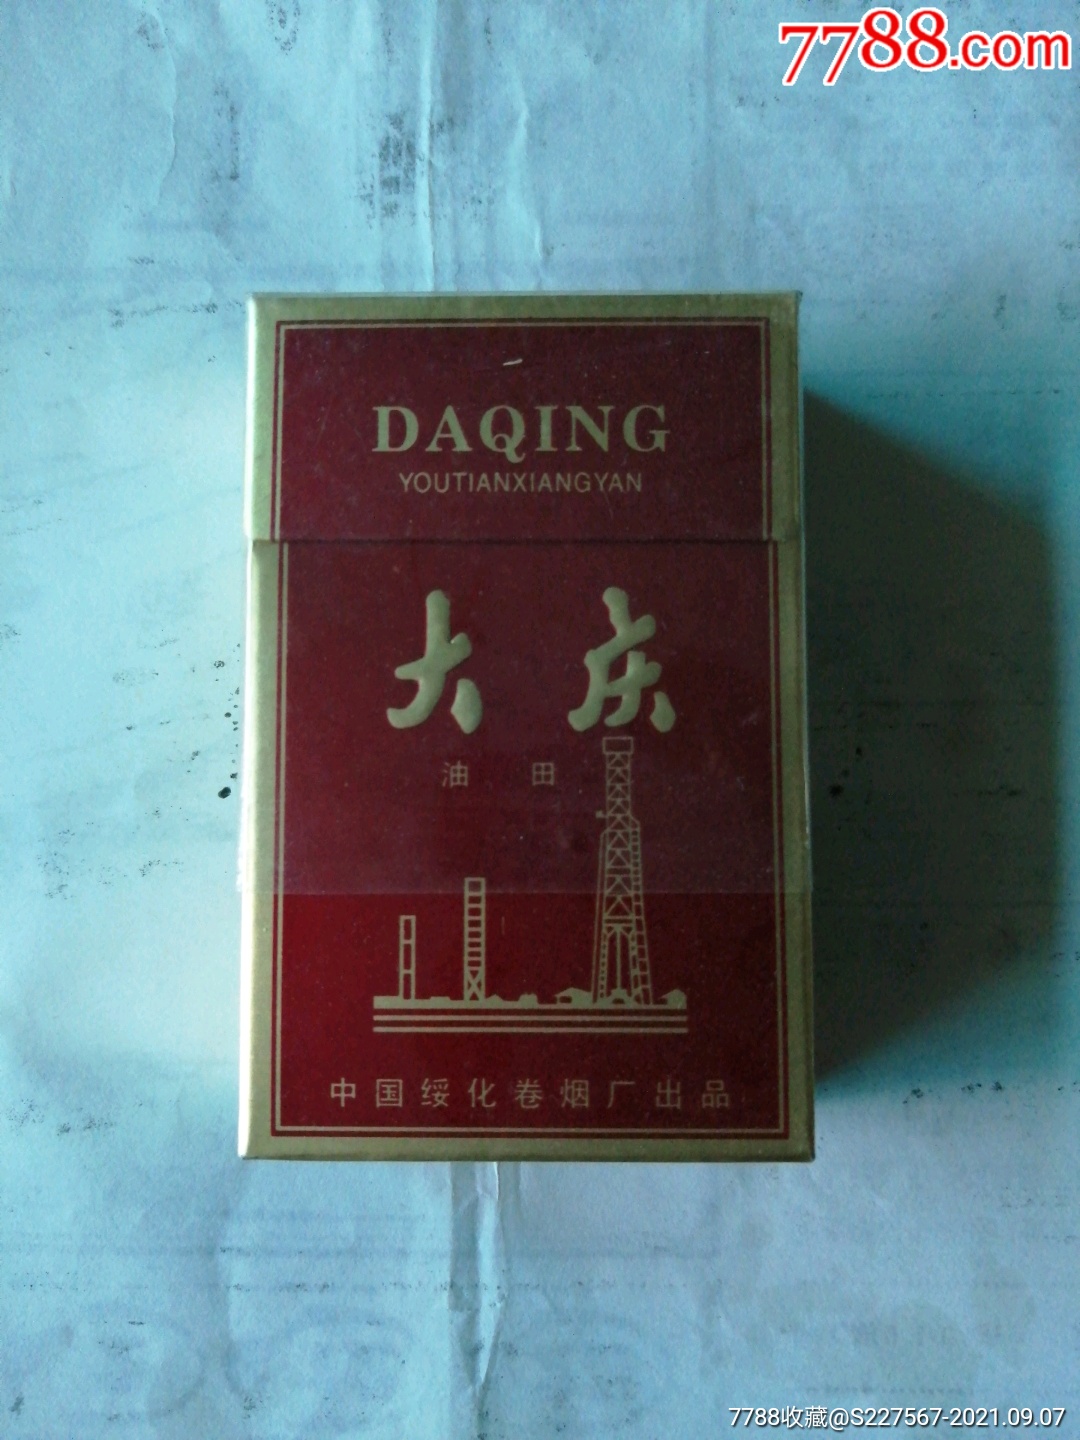 7788.com
DAQING
YOUTIANXIANGYAN
大庆
油田
中国绥化卷烟厂出品
7788收藏@S227567-2021.09.07